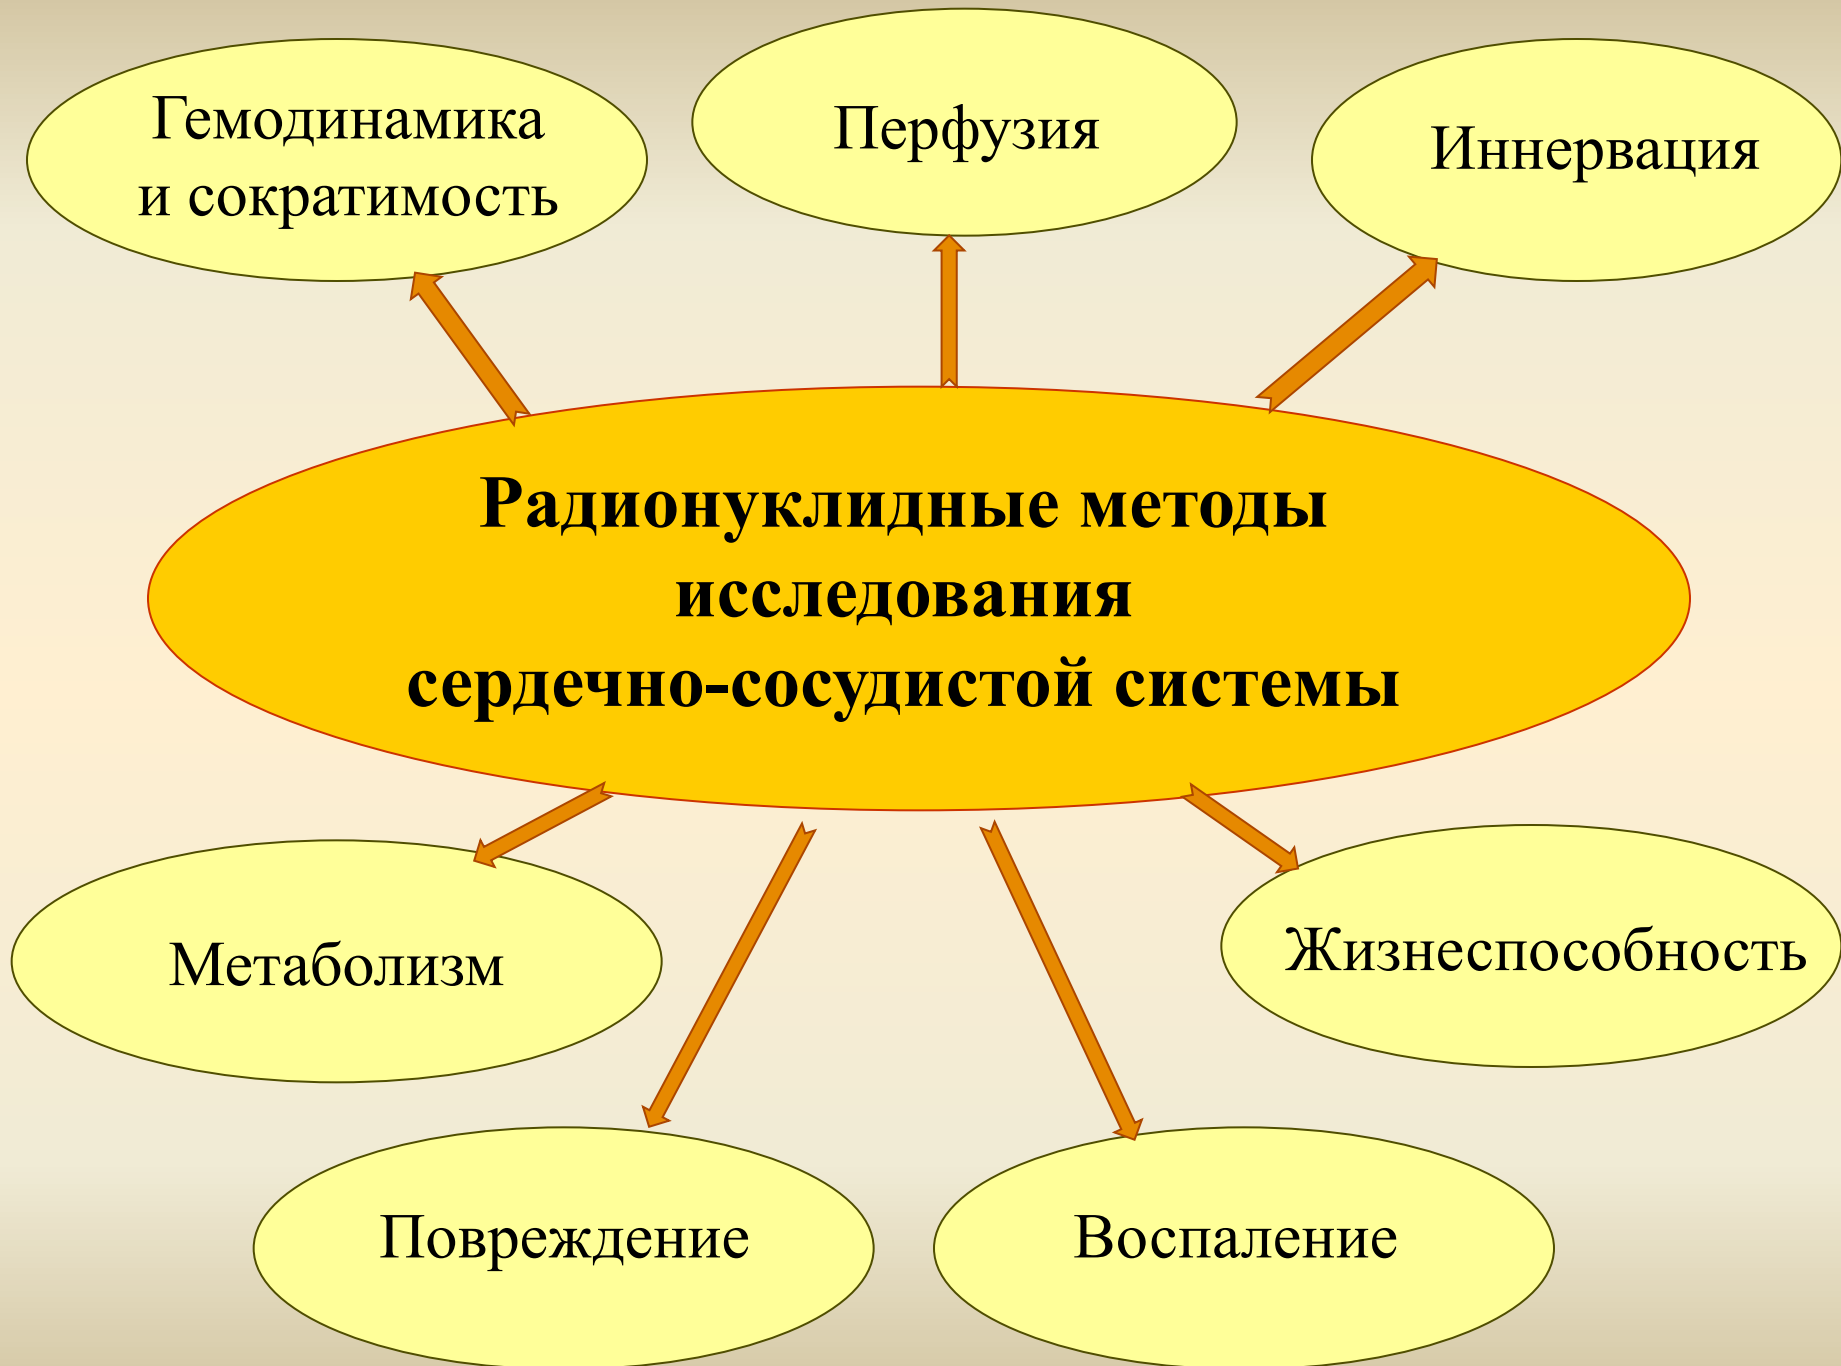 Гемодинамика
и сократимость
Перфузия
Иннервация
Радионуклидные методы
исследования
сердечно-сосудистой системы
Метаболизм
Жизнеспособность
Повреждение
Воспаление